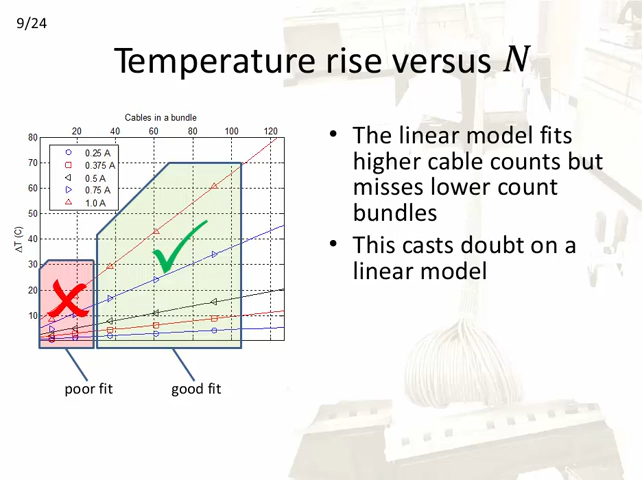 9/24
Temperature rise versus N
Cables in a bundle
20 40 60 80 100 120
80
70
60
50
40
30
20
10
ΔT (C)
0.25 A
0.375 A
0.5 A
0.75 A
1.0 A
poor fit
good fit
• The linear model fits
higher cable counts but
misses lower count
bundles
• This casts doubt on a
linear model